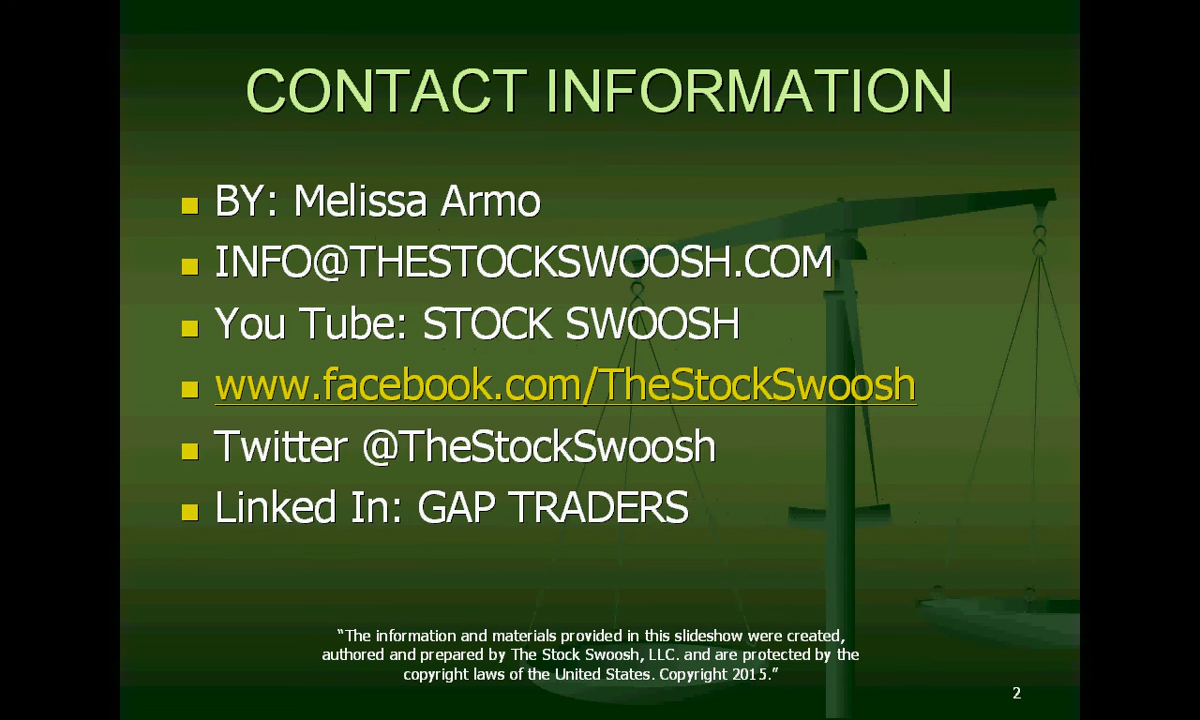 CONTACT INFORMATION
BY: Melissa Armo
INFO@THESTOCKSWOOSH.COM
You Tube: STOCK SWOOSH
www.facebook.com/TheStockSwoosh
Twitter @TheStockSwoosh
Linked In: GAP TRADERS
“The information and materials provided in this slideshow were created,
authored and prepared by The Stock Swoosh, LLC. and are protected by the
copyright laws of the United States. Copyright 2015.”
2